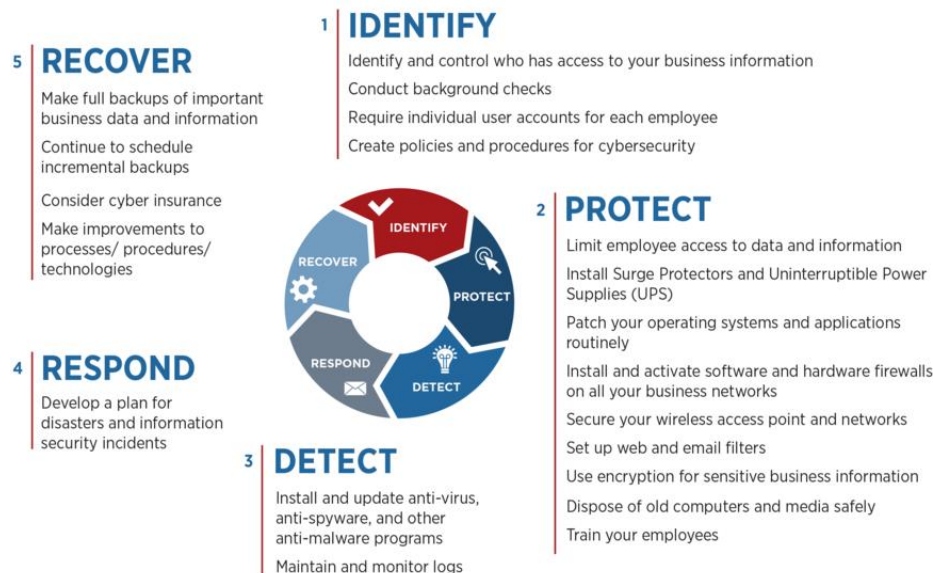 1 IDENTIFY
Identify and control who has access to your business information
Conduct background checks
Require individual user accounts for each employee
Create policies and procedures for cybersecurity
2 PROTECT
Limit employee access to data and information
Install Surge Protectors and Uninterruptible Power
Supplies (UPS)
Patch your operating systems and applications
routinely
Install and activate software and hardware firewalls
on all your business networks
Secure your wireless access point and networks
Set up web and email filters
Use encryption for sensitive business information
Dispose of old computers and media safely
Train your employees
3 DETECT
Install and update anti-virus,
anti-spyware, and other
anti-malware programs
Maintain and monitor logs
4 RESPOND
Develop a plan for
disasters and information
security incidents
5 RECOVER
Make full backups of important
business data and information
Continue to schedule
incremental backups
Consider cyber insurance
Make improvements to
processes/ procedures/
technologies
IDENTIFY
PROTECT
DETECT
RESPOND
RECOVER